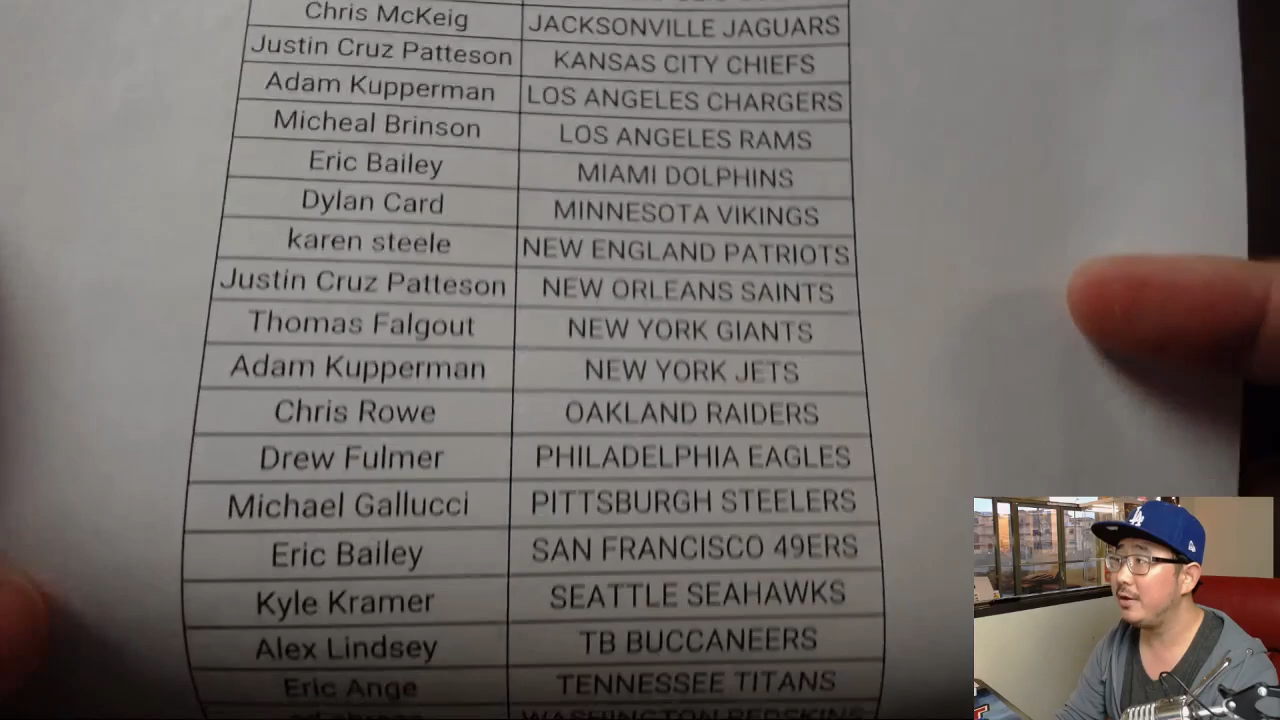 Chris McKeig JACKSONVILLE JAGUARS
Justin Cruz Patteson KANSAS CITY CHIEFS
Adam Kupperman LOS ANGELES CHARGERS
Micheal Brinson LOS ANGELES RAMS
Eric Bailey MIAMI DOLPHINS
Dylan Card MINNESOTA VIKINGS
karen steele NEW ENGLAND PATRIOTS
Justin Cruz Patteson NEW ORLEANS SAINTS
Thomas Falgout NEW YORK GIANTS
Adam Kupperman NEW YORK JETS
Chris Rowe OAKLAND RAIDERS
Drew Fulmer PHILADELPHIA EAGLES
Michael Gallucci PITTSBURGH STEELERS
Eric Bailey SAN FRANCISCO 49ERS
Kyle Kramer SEATTLE SEAHAWKS
Alex Lindsey TB BUCCANEERS
Eric Ange TENNESSEE TITANS
WASHINGTON REDSKINS
LA